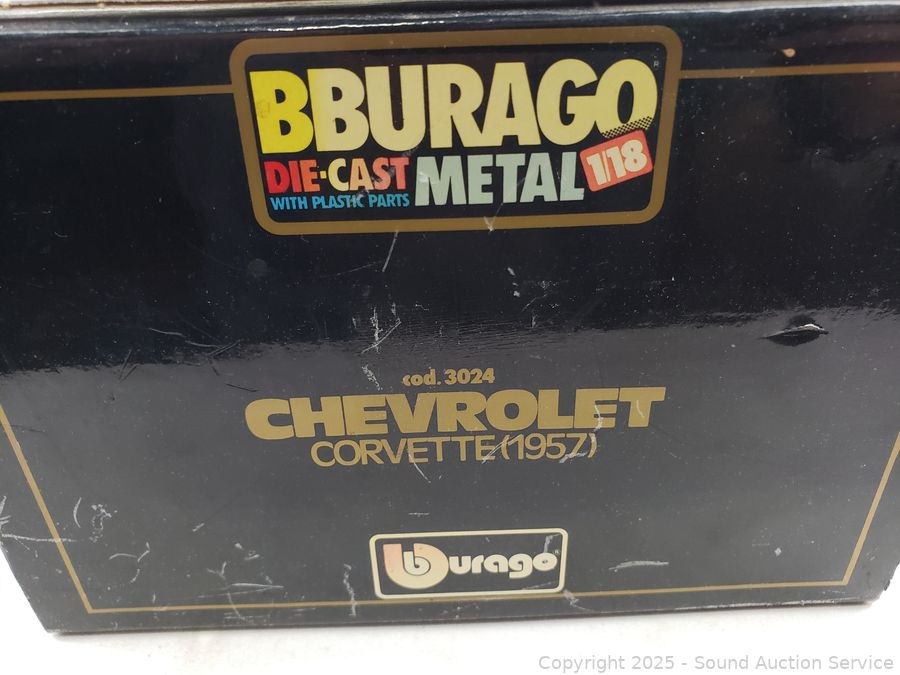 BBURAGO
DIE-CAST METAL 1/18
WITH PLASTIC PARTS
cod. 3024
CHEVROLET
CORVETTE (1957)
burago
Copyright 2025 - Sound Auction Service